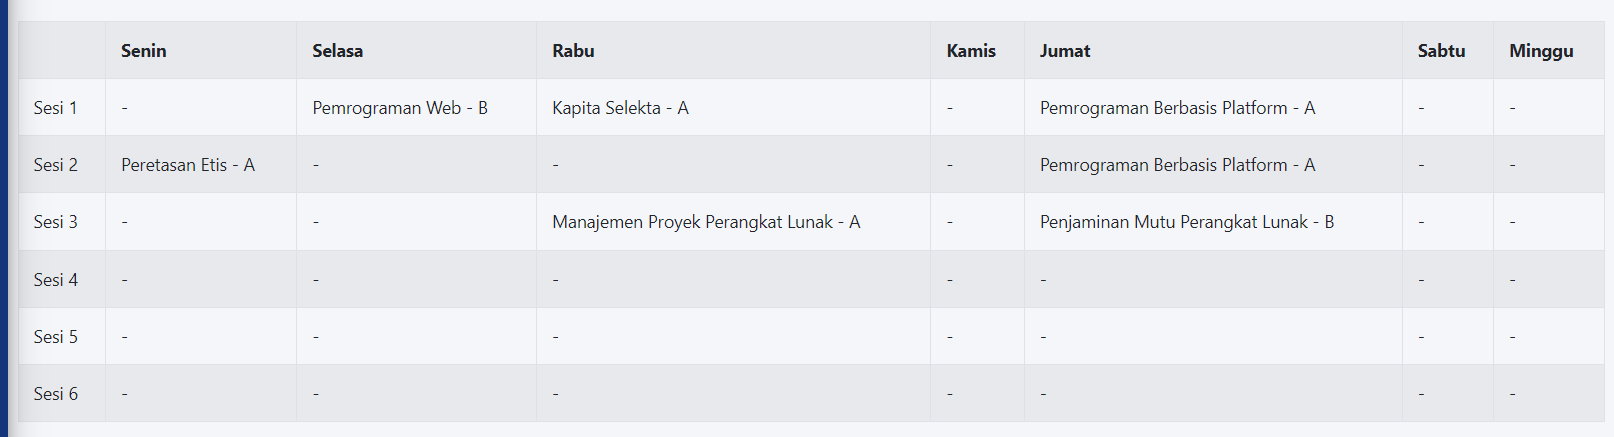 Senin Selasa Rabu Kamis Jumat Sabtu Minggu
Sesi 1 - Pemrograman Web - B Kapita Selekta - A - Pemrograman Berbasis Platform - A - -
Sesi 2 Peretasan Etis - A - - - Pemrograman Berbasis Platform - A - -
Sesi 3 - - Manajemen Proyek Perangkat Lunak - A - Penjaminan Mutu Perangkat Lunak - B - -
Sesi 4 - - - - - - -
Sesi 5 - - - - - - -
Sesi 6 - - - - - - -